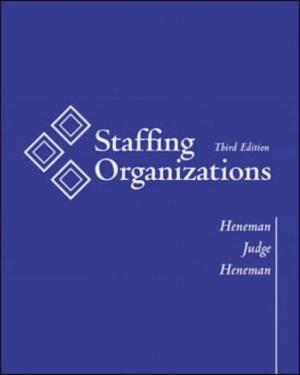 Staffing Third Edition
Organizations
Heneman
Judge
Heneman